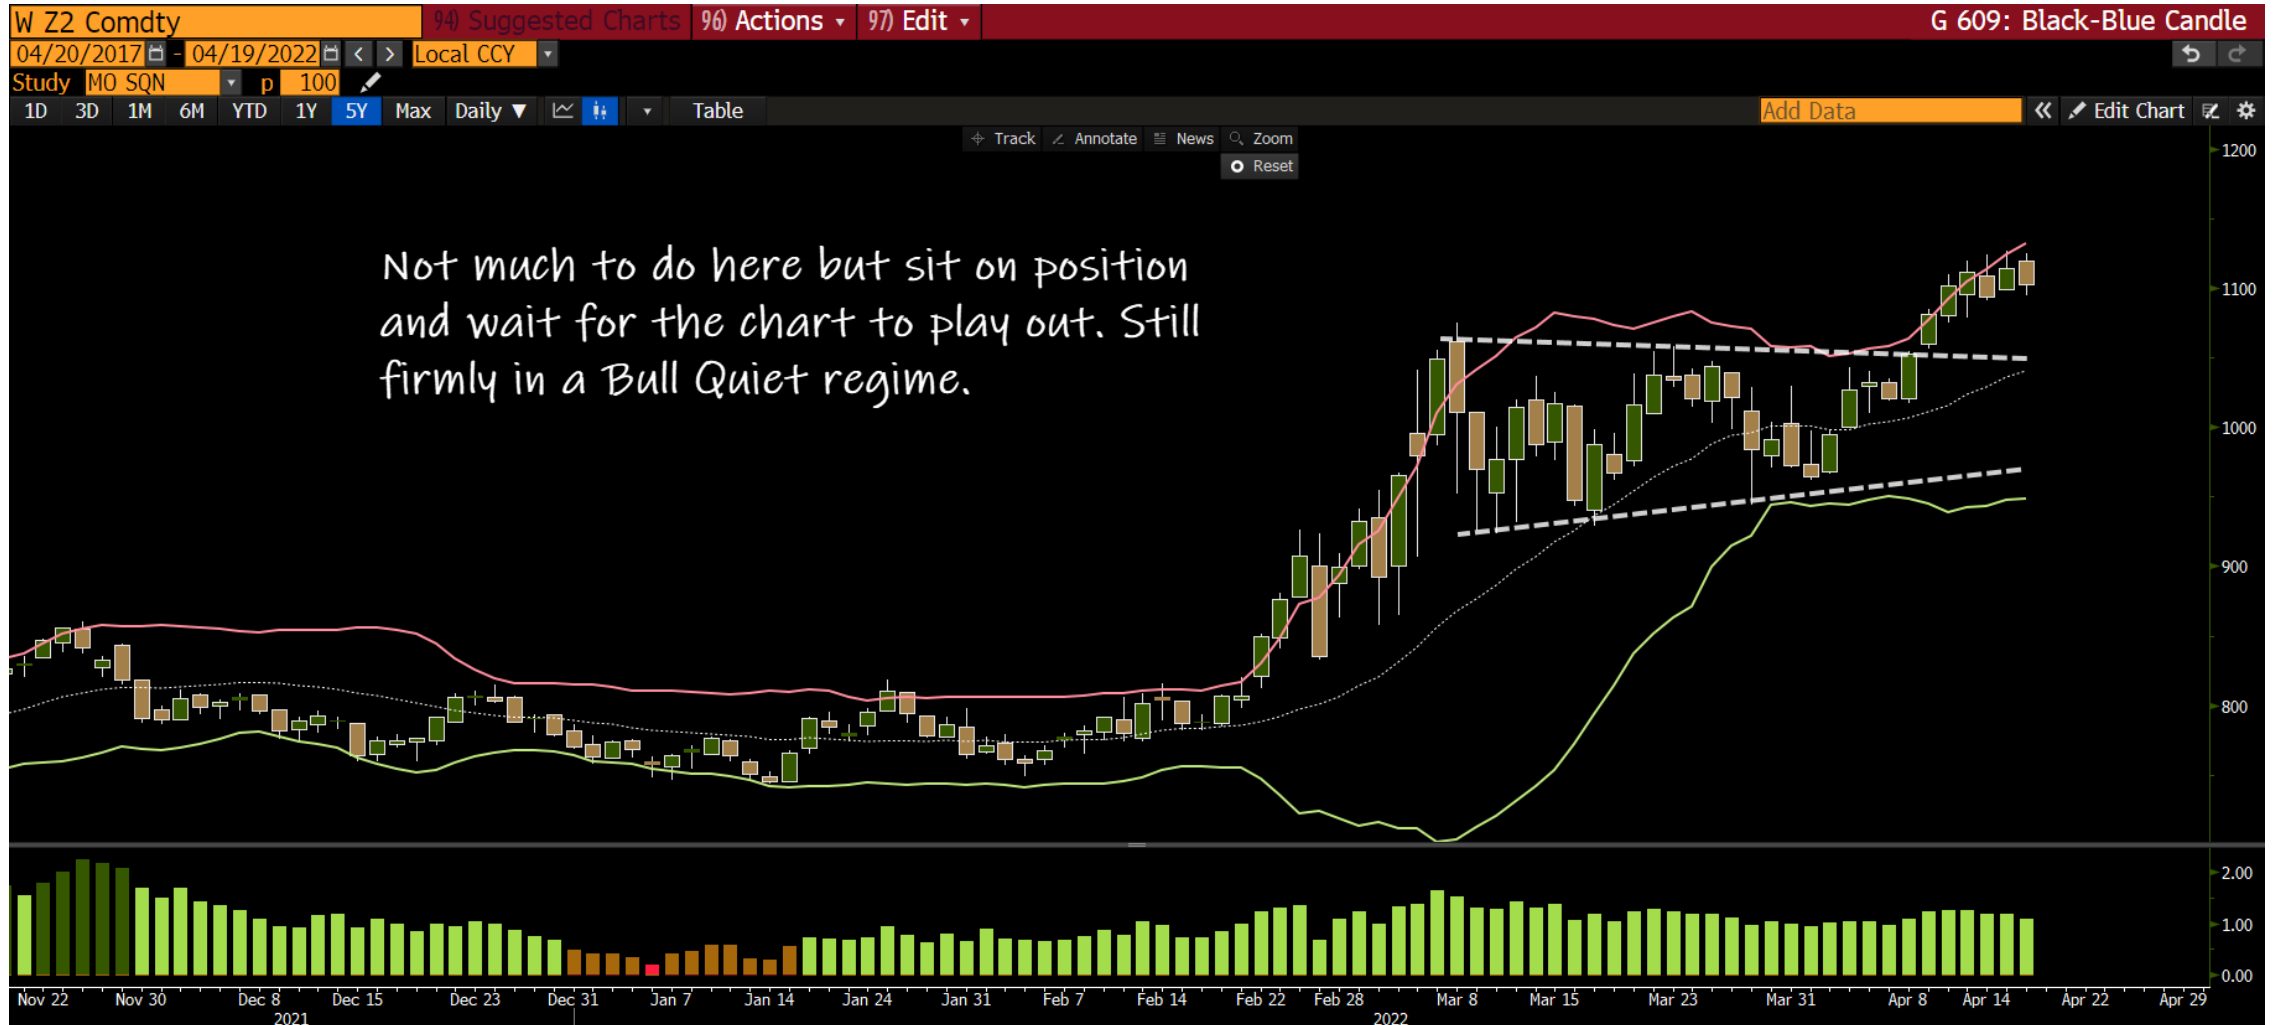 W Z2 Comdty 94) Suggested Charts 96) Actions 97) Edit G 609: Black-Blue Candle
04/20/2017 - 04/19/2022 < > Local CCY
Study MO SQN p 100
1D 3D 1M 6M YTD 1Y 5Y Max Daily ▼ Table Add Data « Edit Chart
Track Annotate News Zoom
Reset
Not much to do here but sit on position
and wait for the chart to play out. Still
firmly in a Bull Quiet regime.
1200
1100
1000
900
800
2.00
1.00
0.00
Nov 22 Nov 30 Dec 8 Dec 15 Dec 23 Dec 31 Jan 7 Jan 14 Jan 24 Jan 31 Feb 7 Feb 14 Feb 22 Feb 28 Mar 8 Mar 15 Mar 23 Mar 31 Apr 8 Apr 14 Apr 22 Apr 29
2021 2022